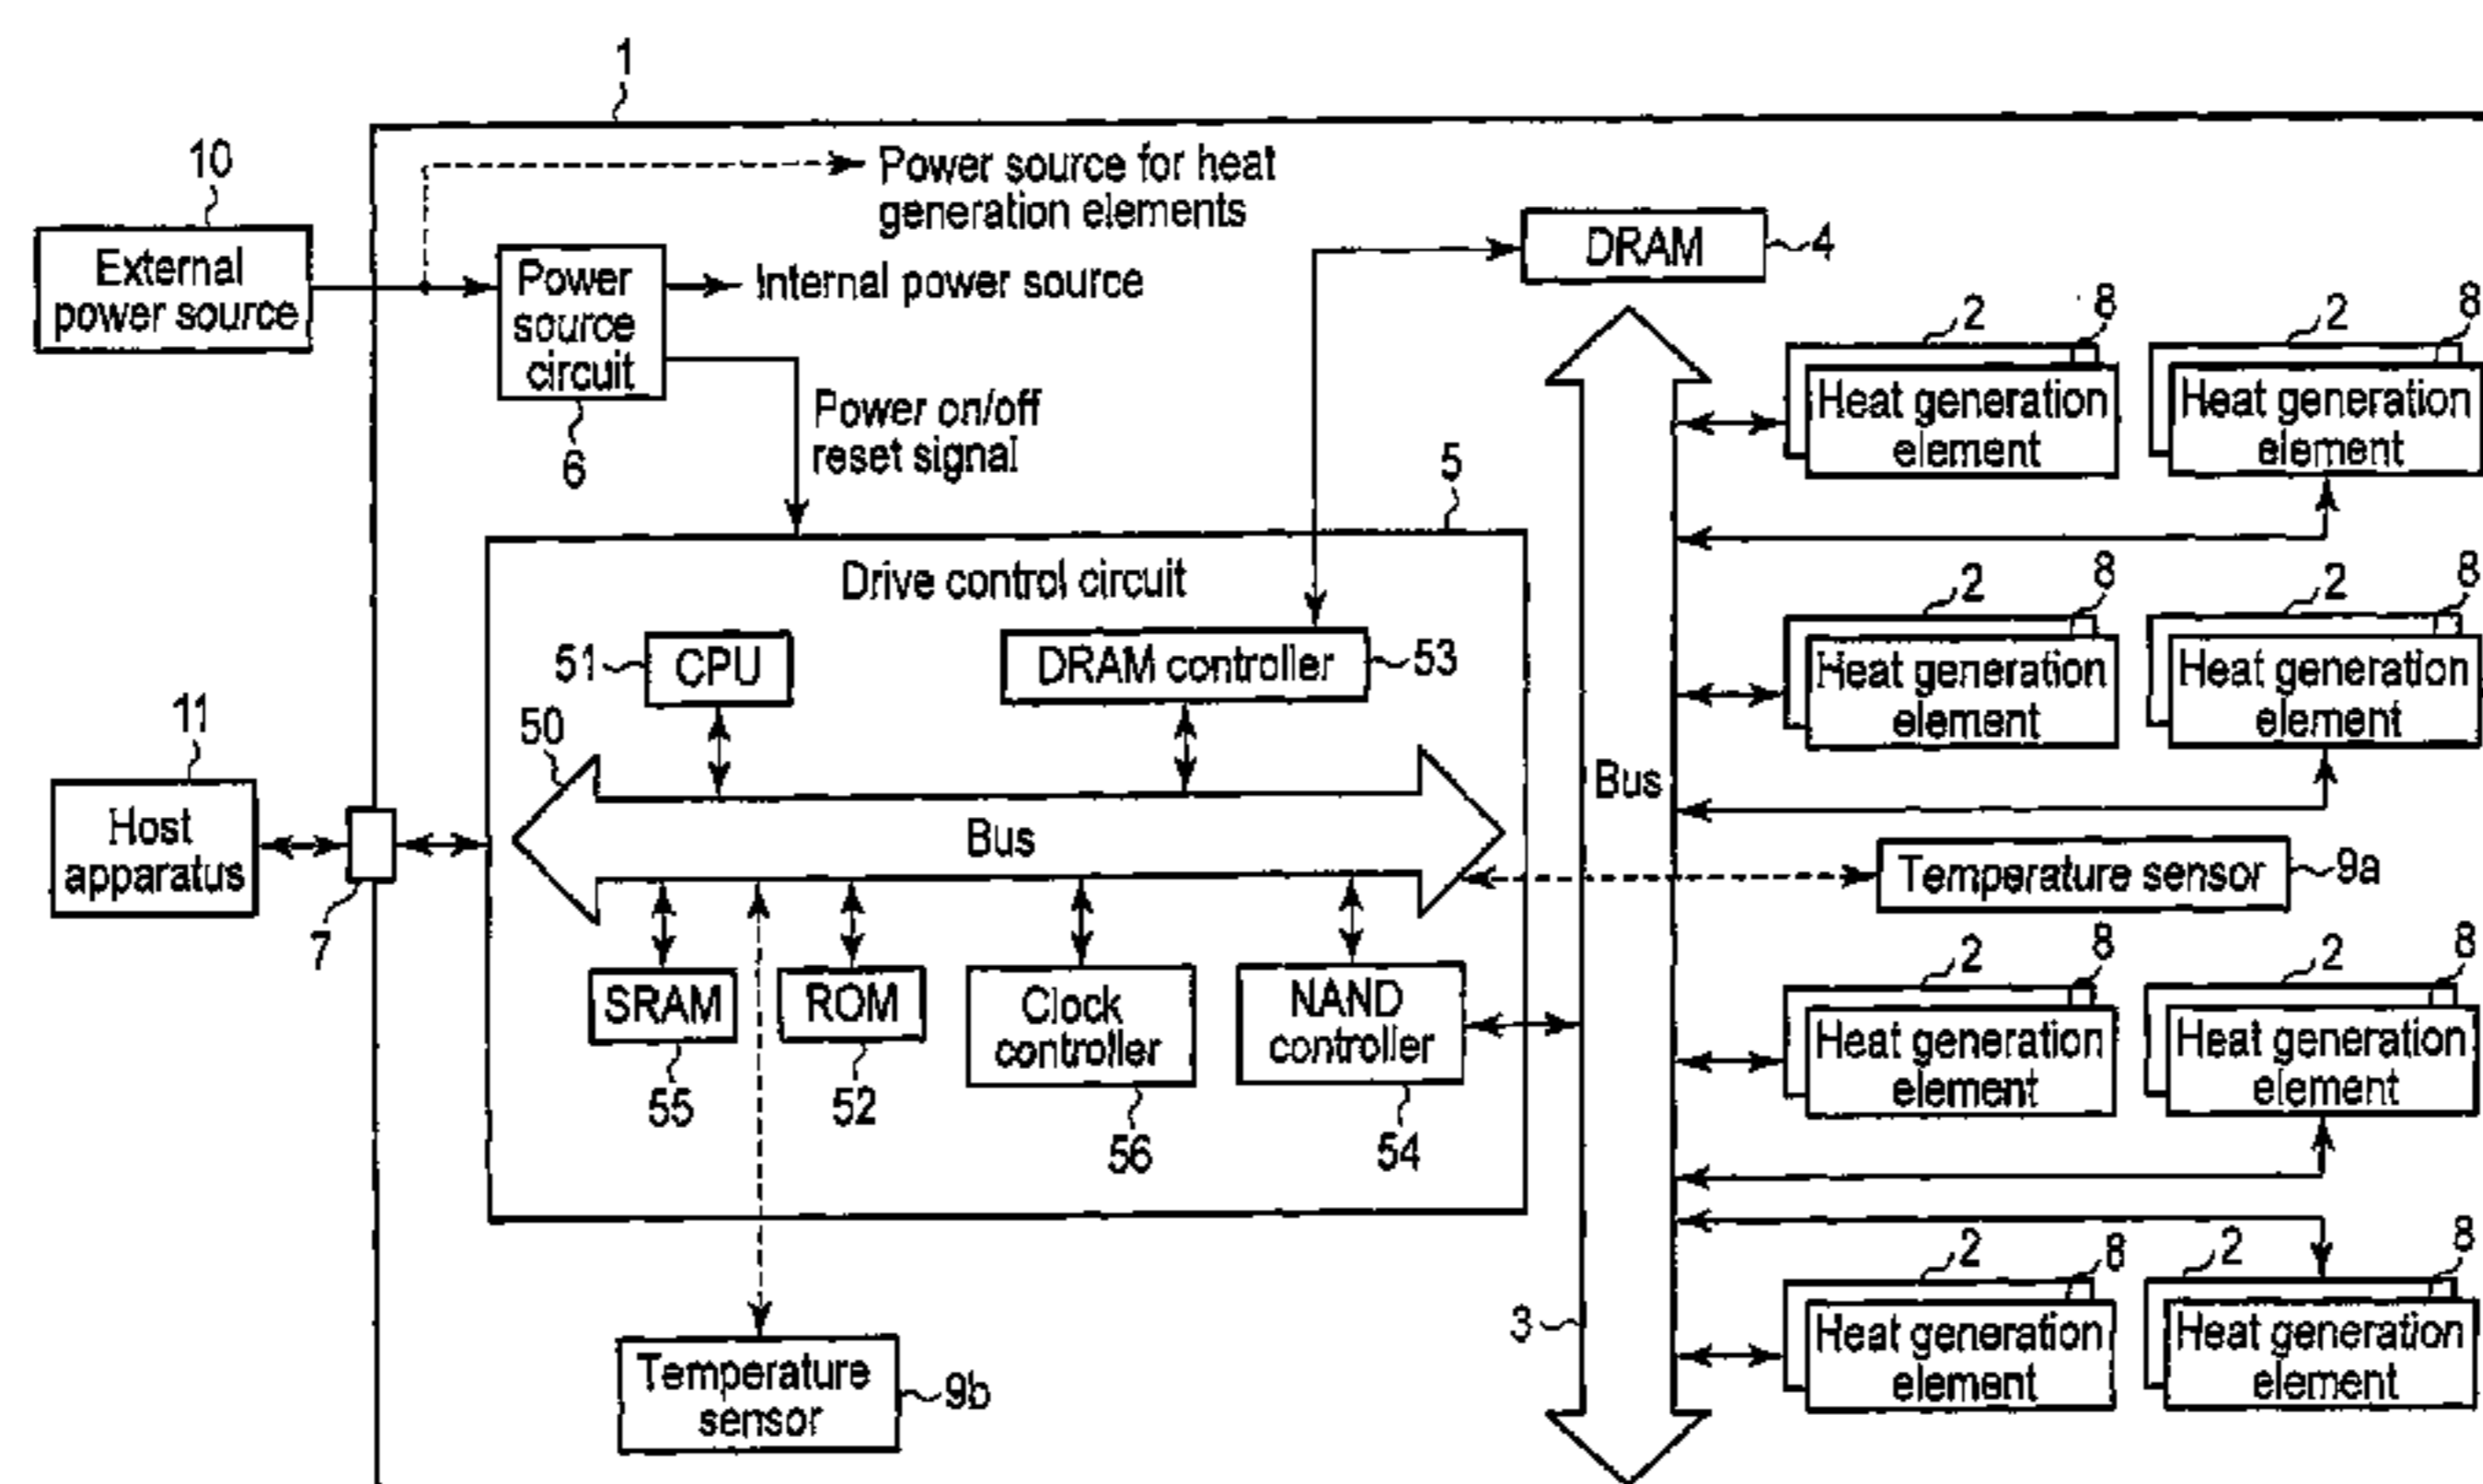 1
10
External
power source
Power source for heat
generation elements
Power
source
circuit
6
Internal power source
Power on/off
reset signal
DRAM
4
2
8
Heat generation
element
2
8
Heat generation
element
5
Drive control circuit
51
CPU
DRAM controller
53
2
8
Heat generation
element
2
8
Heat generation
element
11
Host
apparatus
7
50
Bus
Bus
Temperature sensor
9a
SRAM
55
ROM
52
Clock
controller
56
NAND
controller
54
2
8
Heat generation
element
2
8
Heat generation
element
Temperature
sensor
9b
3
2
8
Heat generation
element
2
8
Heat generation
element